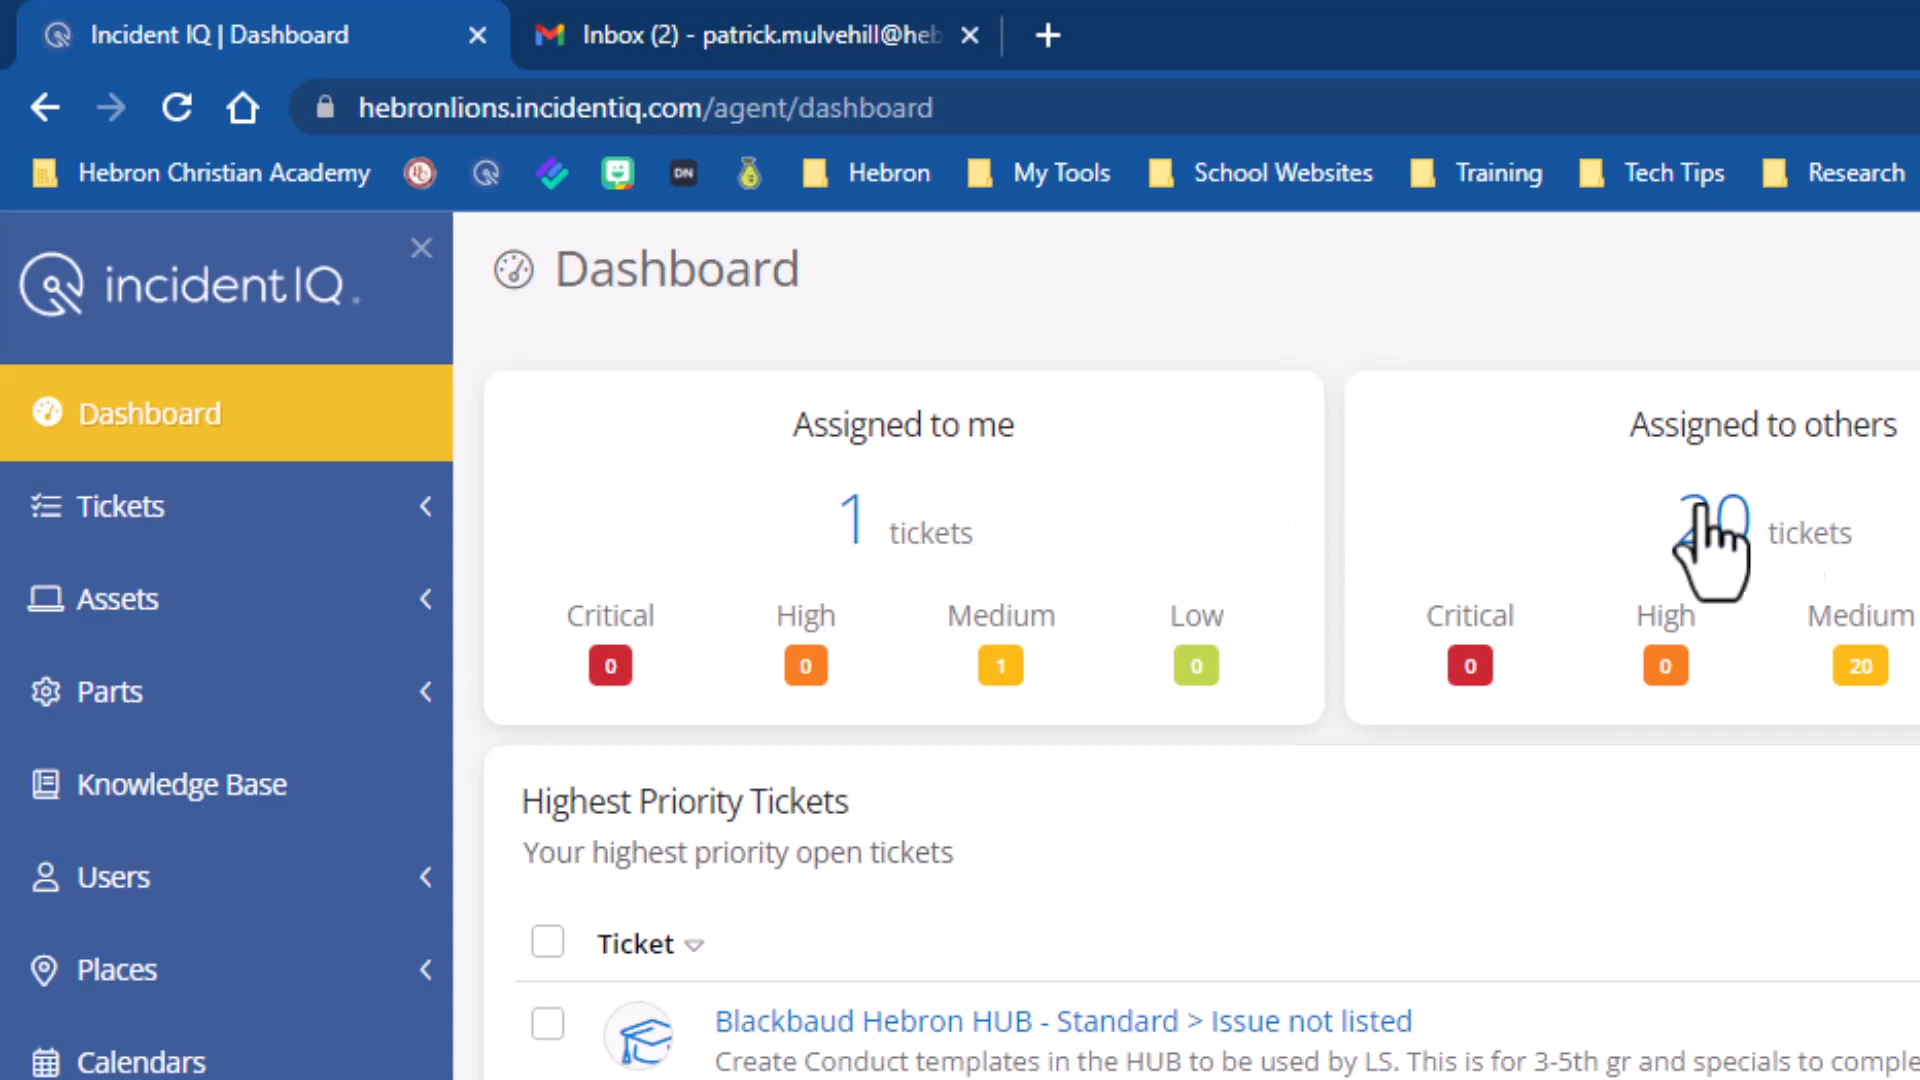 Incident IQ | Dashboard
Inbox (2) - patrick.mulvehill@heb
hebronlions.incidentiq.com/agent/dashboard
Hebron Christian Academy
DN
Hebron
My Tools
School Websites
Training
Tech Tips
Research
incidentIQ.
Dashboard
Dashboard
Tickets
Assets
Parts
Knowledge Base
Users
Places
Calendars
Assigned to me
1 tickets
Critical High Medium Low
0 0 1 0
Assigned to others
20 tickets
Critical High Medium
0 0 20
Highest Priority Tickets
Your highest priority open tickets
Ticket
Blackbaud Hebron HUB - Standard > Issue not listed
Create Conduct templates in the HUB to be used by LS. This is for 3-5th gr and specials to comple